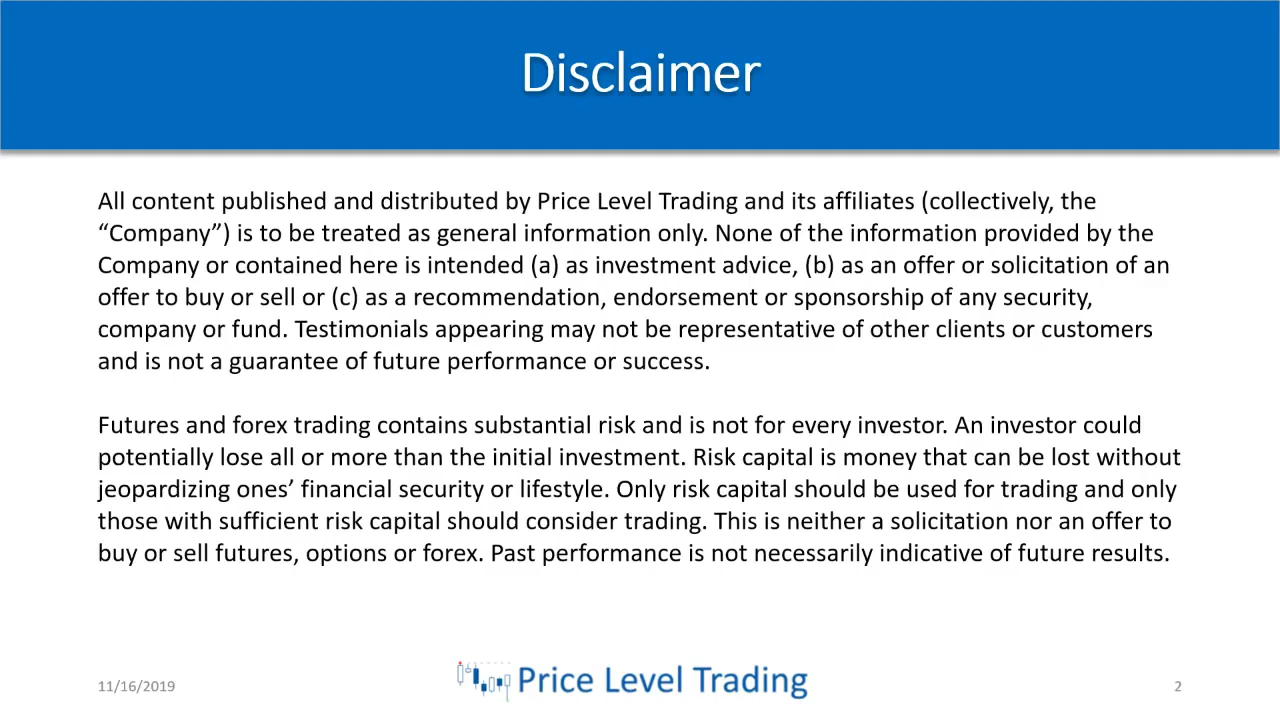 Disclaimer
All content published and distributed by Price Level Trading and its affiliates (collectively, the
“Company”) is to be treated as general information only. None of the information provided by the
Company or contained here is intended (a) as investment advice, (b) as an offer or solicitation of an
offer to buy or sell or (c) as a recommendation, endorsement or sponsorship of any security,
company or fund. Testimonials appearing may not be representative of other clients or customers
and is not a guarantee of future performance or success.
Futures and forex trading contains substantial risk and is not for every investor. An investor could
potentially lose all or more than the initial investment. Risk capital is money that can be lost without
jeopardizing ones’ financial security or lifestyle. Only risk capital should be used for trading and only
those with sufficient risk capital should consider trading. This is neither a solicitation nor an offer to
buy or sell futures, options or forex. Past performance is not necessarily indicative of future results.
11/16/2019
Price Level Trading
2